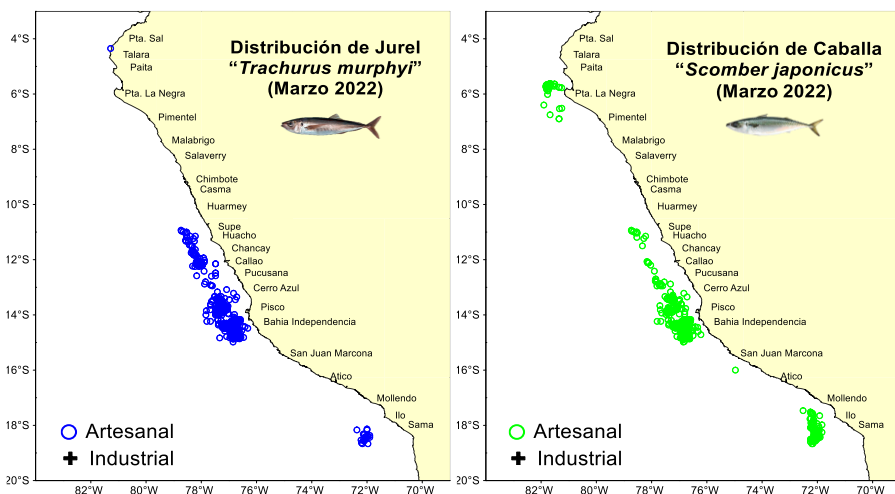 Distribución de Jurel
“Trachurus murphyi”
(Marzo 2022)
4°S
6°S
8°S
10°S
12°S
14°S
16°S
18°S
20°S
82°W
80°W
78°W
76°W
74°W
72°W
70°W
Pta. Sal
Talara
Paita
Pta. La Negra
Pimentel
Malabrigo
Salaverry
Chimbote
Casma
Huarmey
Supe
Huacho
Chancay
Callao
Pucusana
Cerro Azul
Pisco
Bahia Independencia
San Juan Marcona
Atico
Mollendo
Ilo
Sama
Artesanal
Industrial
Distribución de Caballa
“Scomber japonicus”
(Marzo 2022)
4°S
6°S
8°S
10°S
12°S
14°S
16°S
18°S
20°S
82°W
80°W
78°W
76°W
74°W
72°W
70°W
Pta. Sal
Talara
Paita
Pta. La Negra
Pimentel
Malabrigo
Salaverry
Chimbote
Casma
Huarmey
Supe
Huacho
Chancay
Callao
Pucusana
Cerro Azul
Pisco
Bahia Independencia
San Juan Marcona
Atico
Mollendo
Ilo
Sama
Artesanal
Industrial